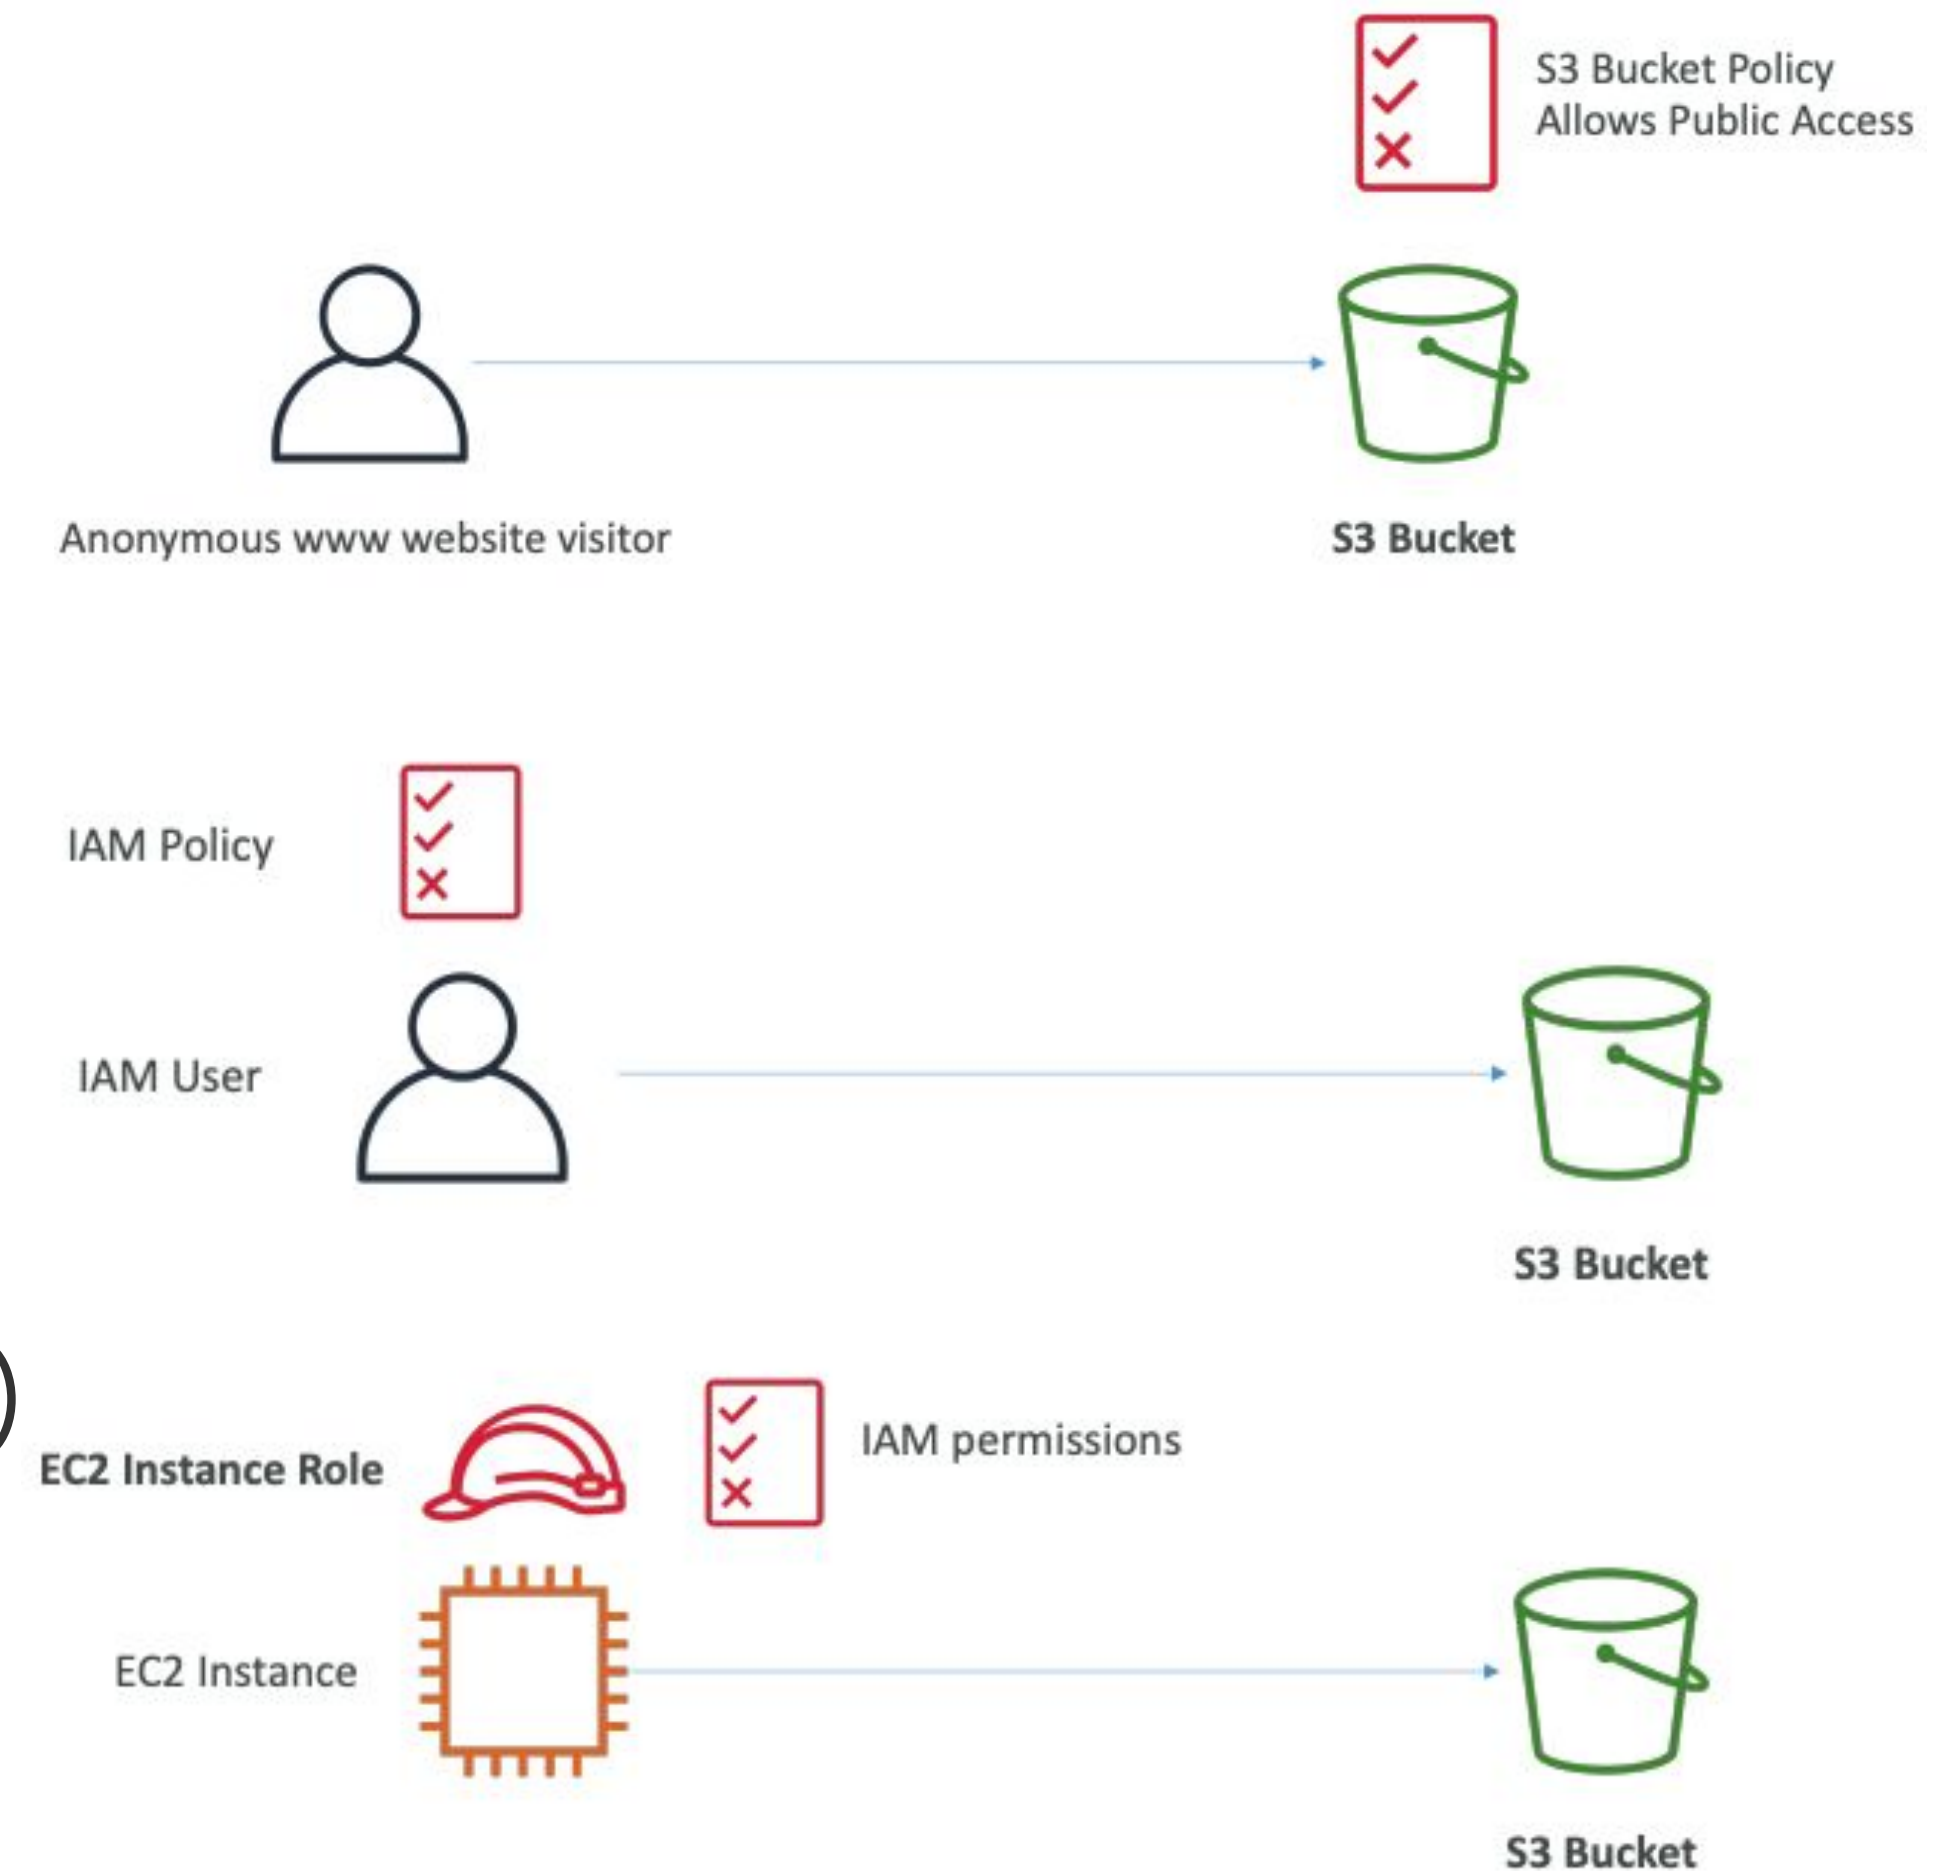 S3 Bucket Policy
Allows Public Access
Anonymous www website visitor
S3 Bucket
IAM Policy
IAM User
S3 Bucket
EC2 Instance Role
IAM permissions
EC2 Instance
S3 Bucket